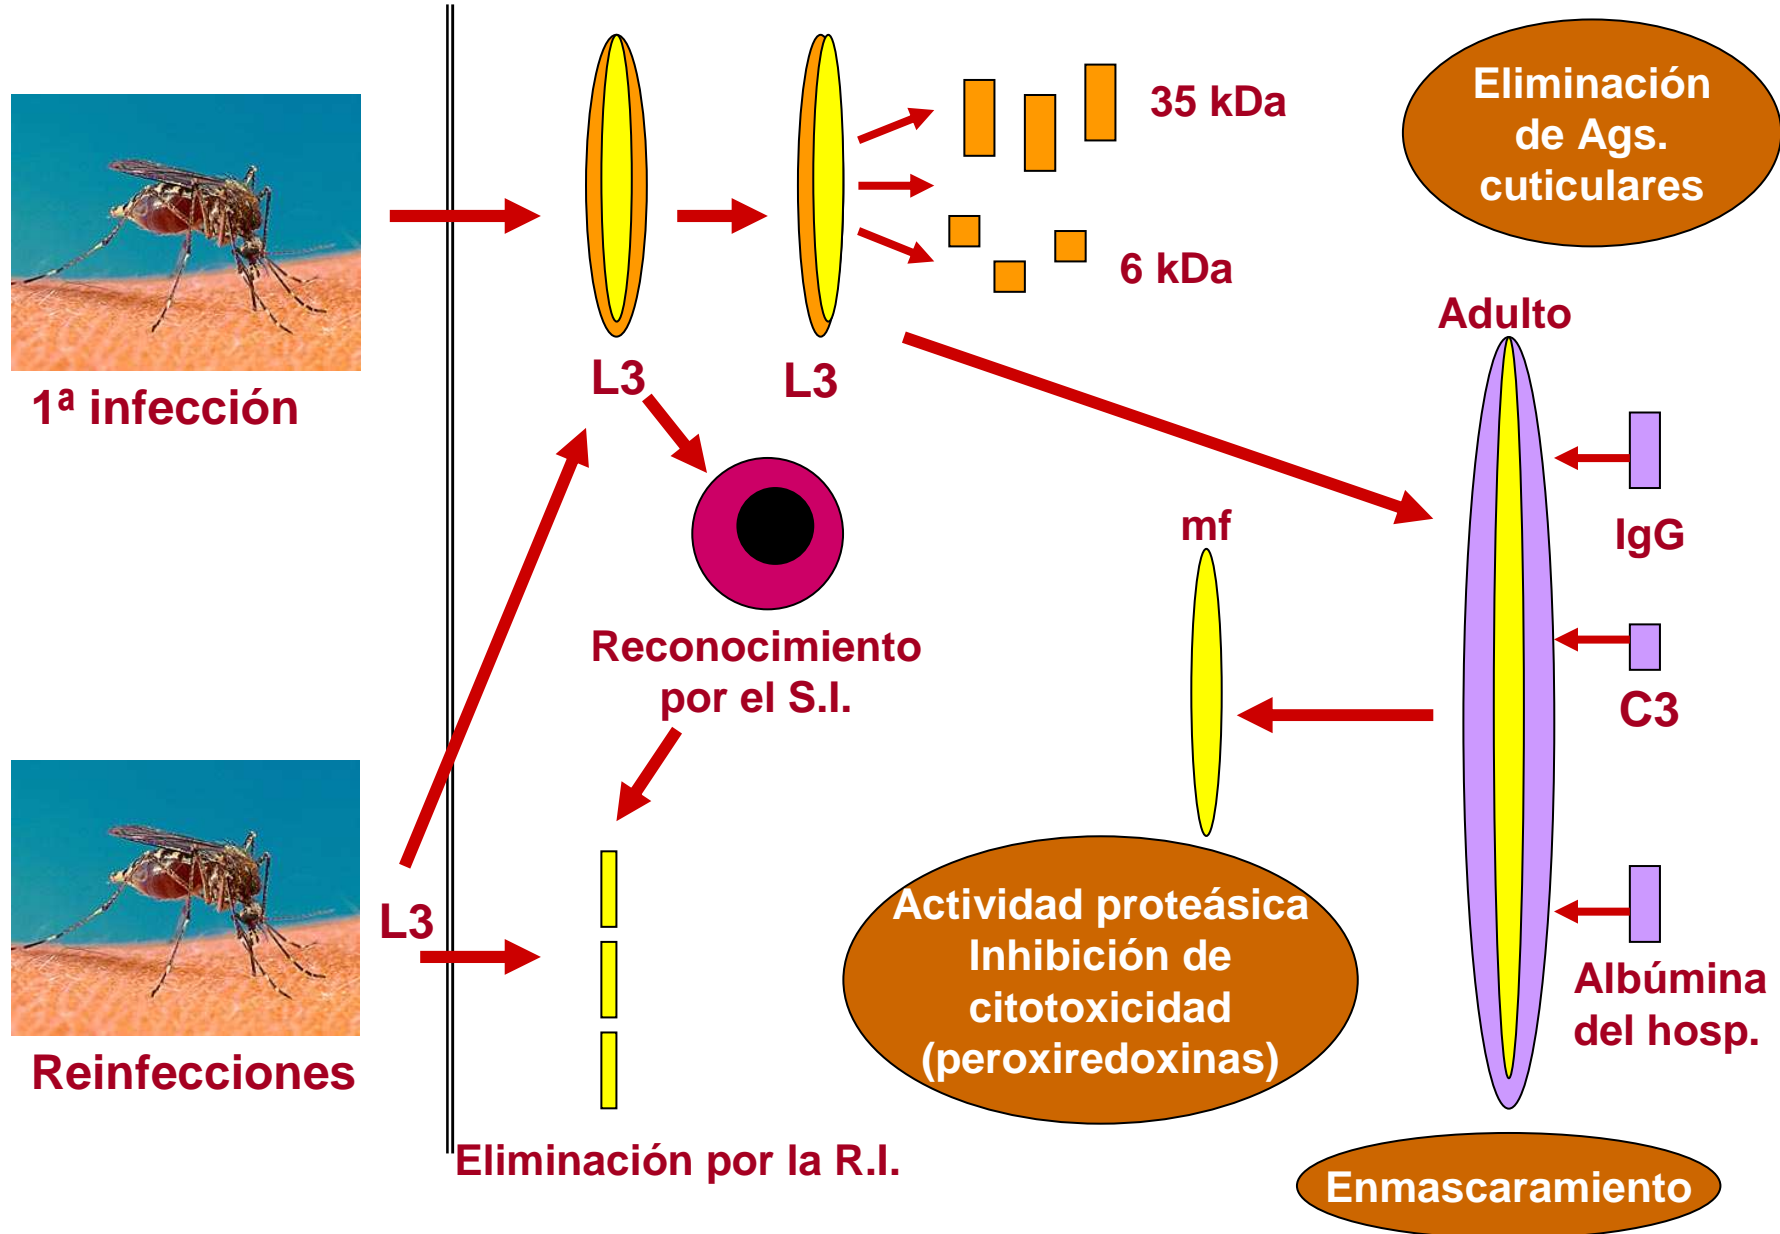 35 kDa
6 kDa
Eliminación
de Ags.
cuticulares
1ª infección
L3
L3
Adulto
IgG
C3
Albúmina
del hosp.
mf
Reconocimiento
por el S.I.
L3
Reinfecciones
Actividad proteásica
Inhibición de
citotoxicidad
(peroxiredoxinas)
Eliminación por la R.I.
Enmascaramiento